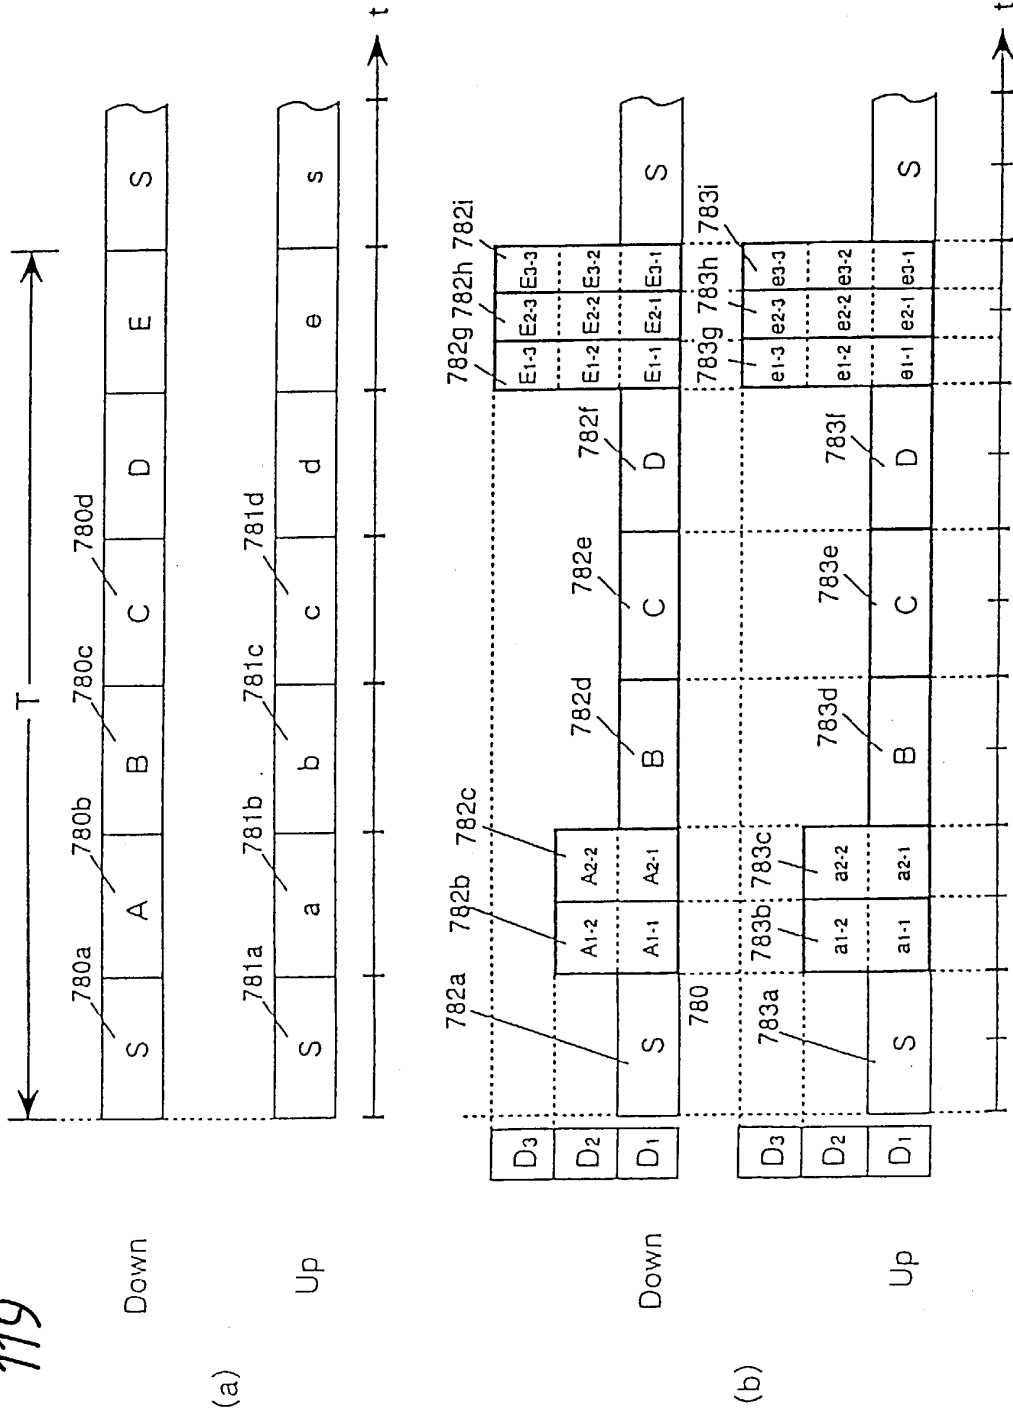 119
(a)
T
780a 780b 780c 780d
Down S A B C D E S
781a 781b 781c 781d
Up S a b c d e s
t
(b)
782a 782b 782c 782d 782e 782f 782g 782h 782i
D3 E1-3 E2-3 E3-3
D2 A1-2 A2-2 E1-2 E2-2 E3-2
Down D1 S A1-1 A2-1 B C D E1-1 E2-1 E3-1 S
780
783a 783b 783c 783d 783e 783f 783g 783h 783i
D3 e1-3 e2-3 e3-3
D2 a1-2 a2-2 e1-2 e2-2 e3-2
Up D1 S a1-1 a2-1 B C D e1-1 e2-1 e3-1 S
t